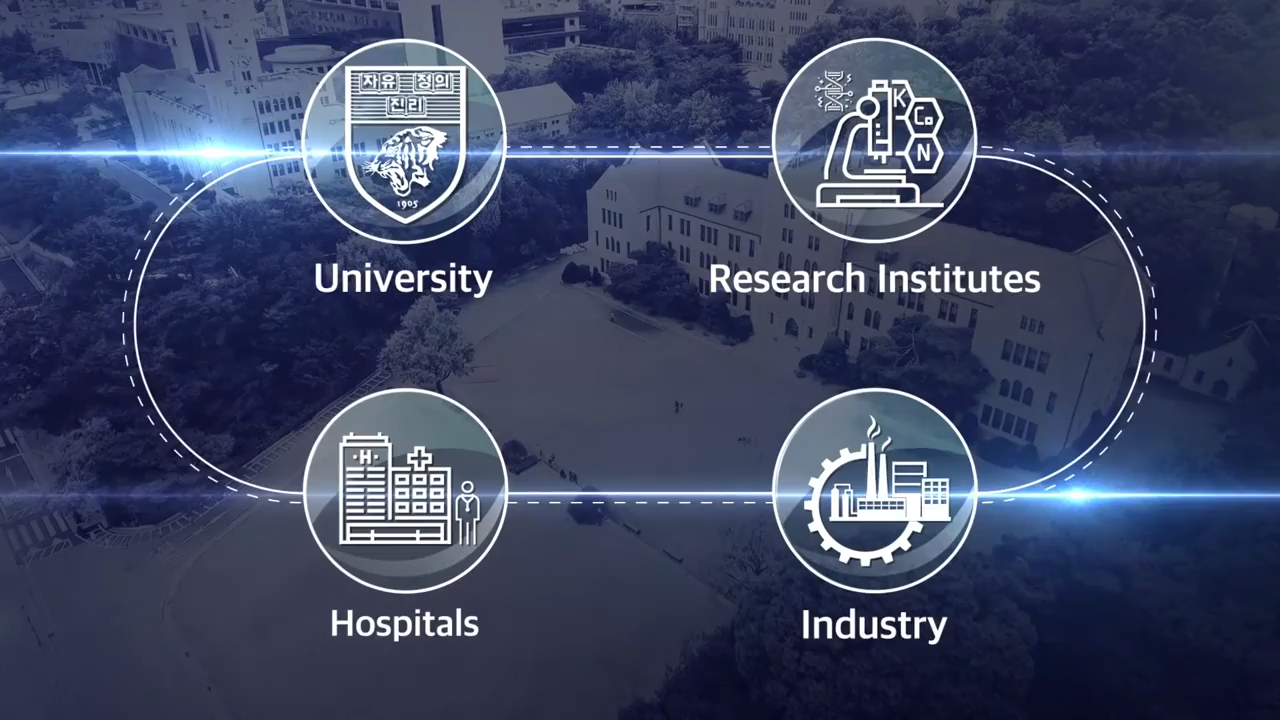 자유 정의
진리
1905
K
Co
N
University
Research Institutes
H
Hospitals
Industry